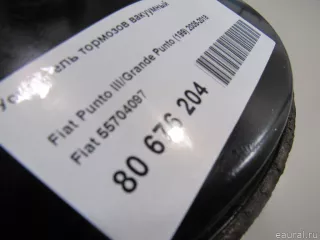 Усилитель тормозов вакуумный
Fiat Punto III/Grande Punto (199) 2005-2018
Fiat 55704097
80 676 204
eaural.ru